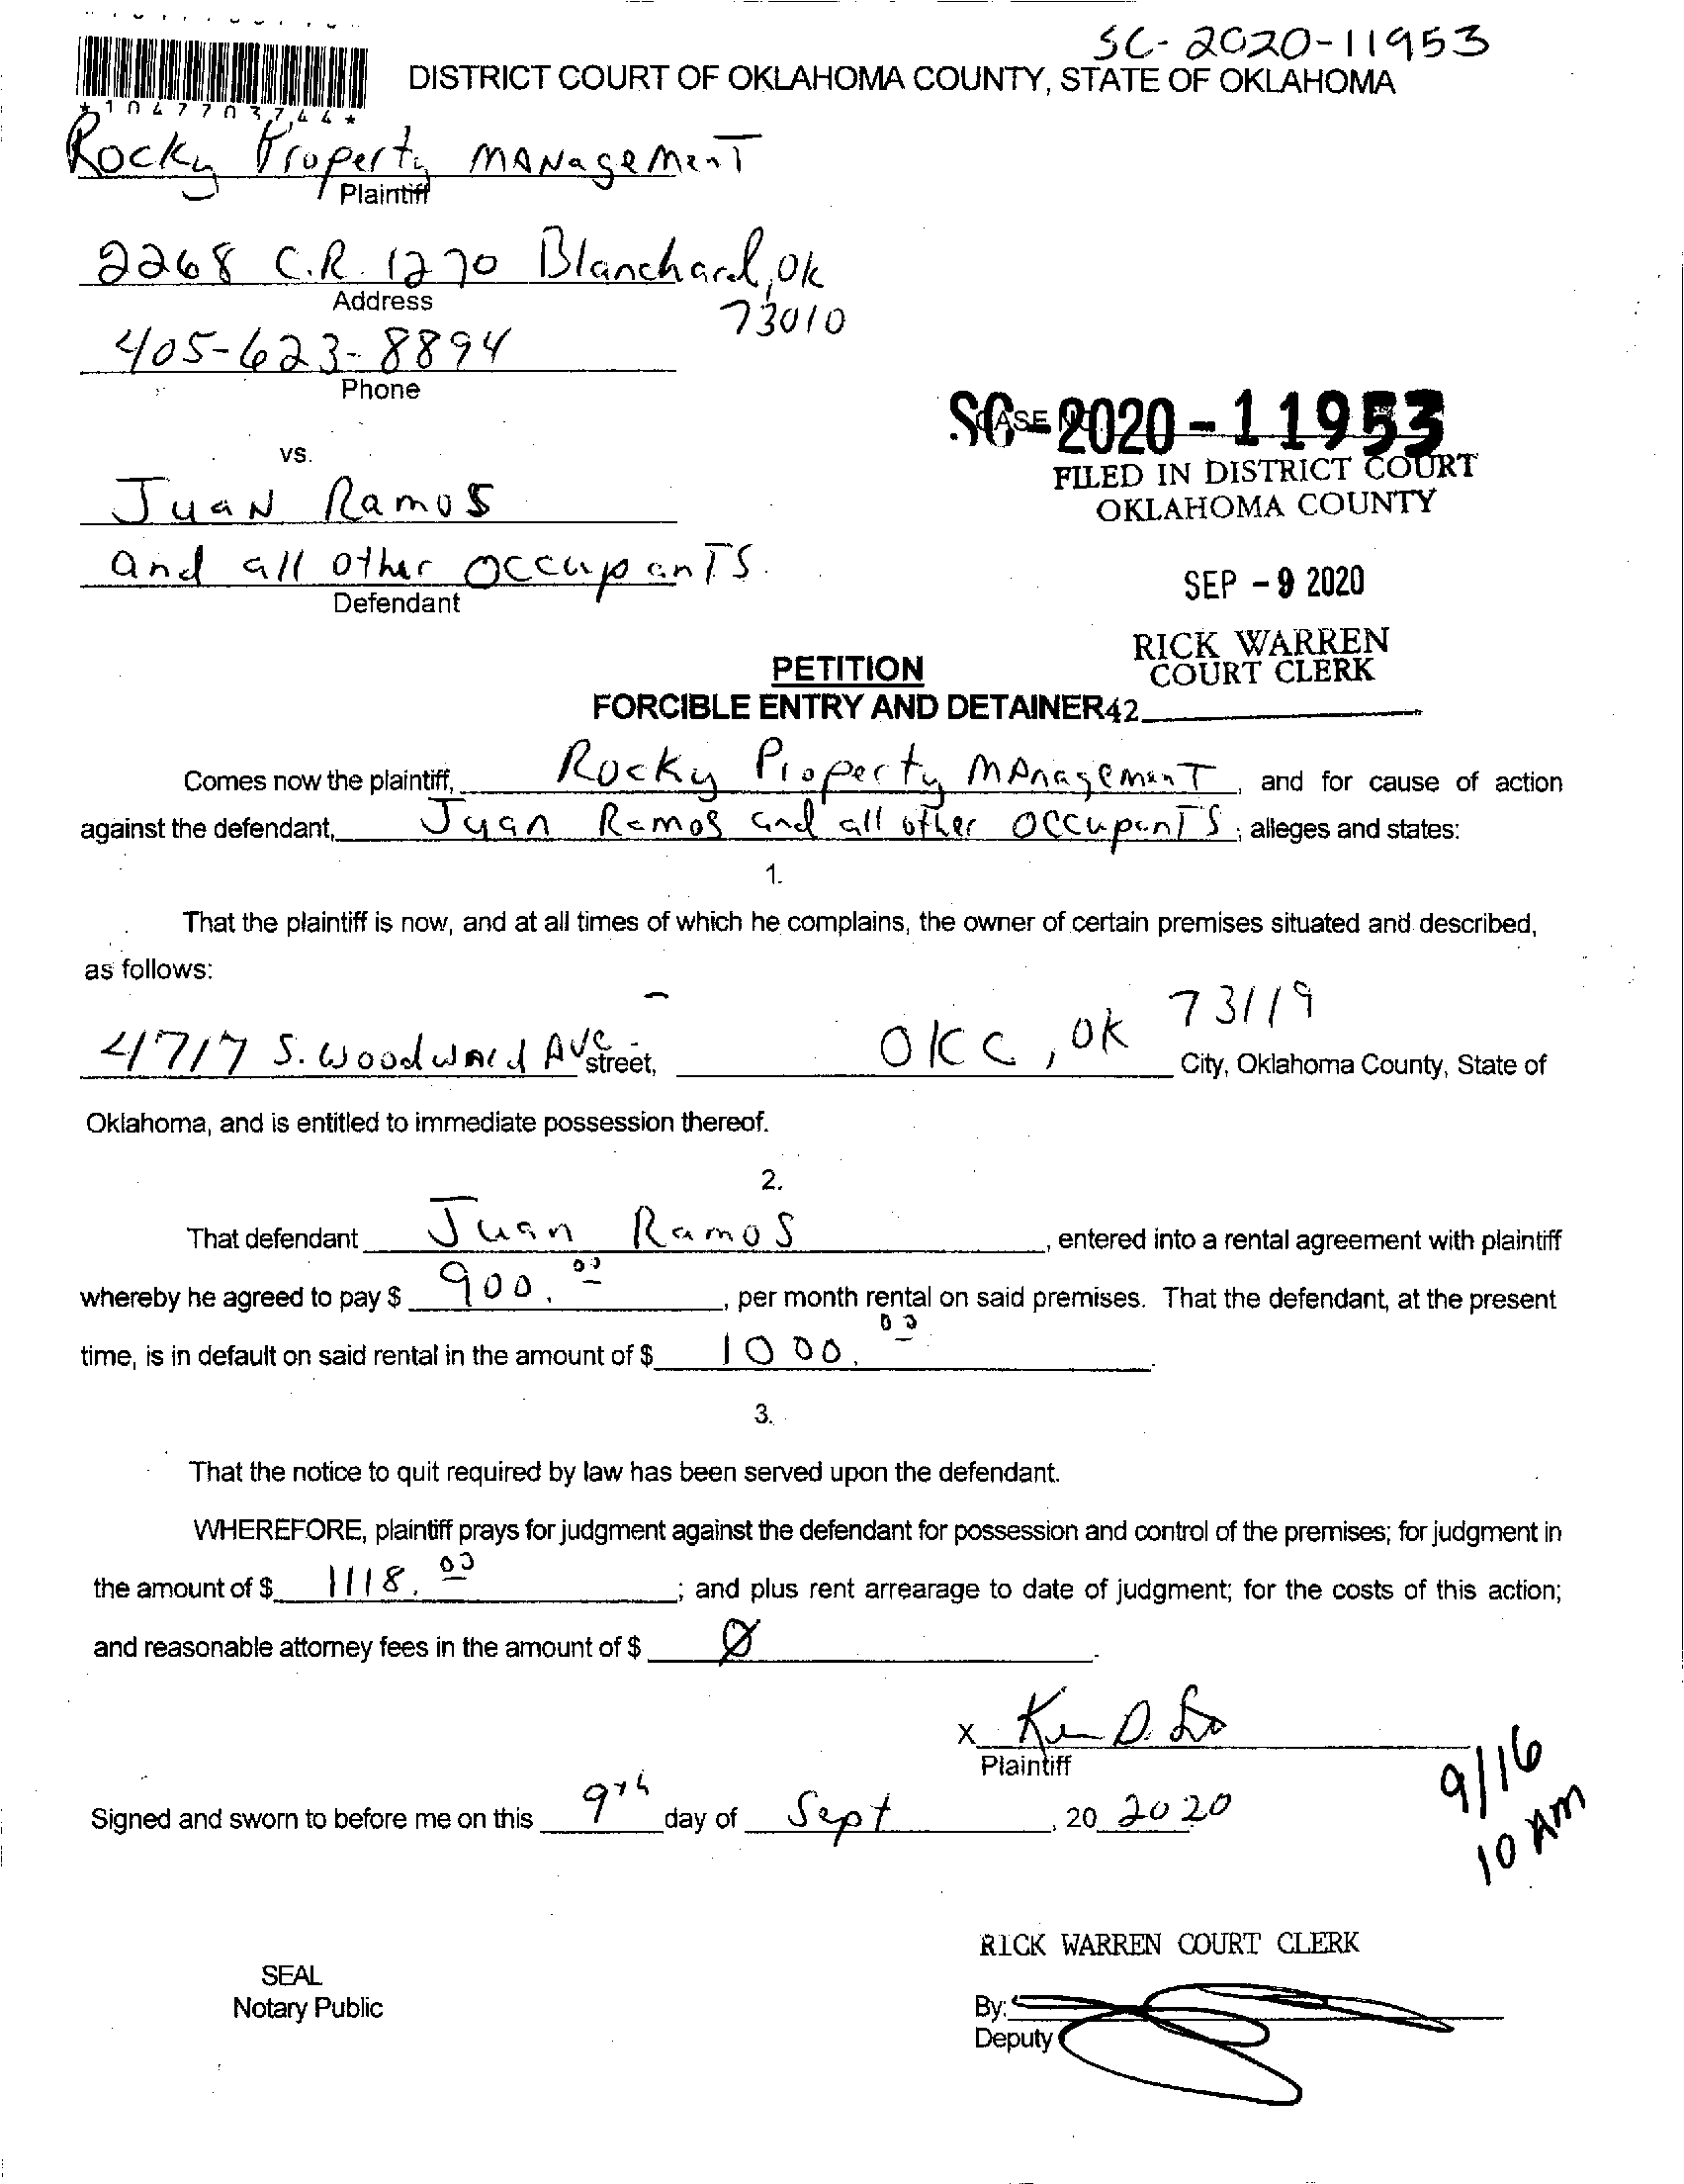 SC-2020-11953
DISTRICT COURT OF OKLAHOMA COUNTY, STATE OF OKLAHOMA
*1047703744*
Rocky Property Management
Plaintiff
2268 C.R. 1270 Blanchard, OK
Address
73010
405-623-8894
Phone
SC-2020-11953
CASE
FILED IN DISTRICT COURT
OKLAHOMA COUNTY
vs.
Juan Ramos
and all other occupants.
Defendant
SEP - 9 2020
RICK WARREN
COURT CLERK
PETITION
FORCIBLE ENTRY AND DETAINER
42
Comes now the plaintiff, Rocky Property Management, and for cause of action
against the defendant, Juan Ramos and all other occupants; alleges and states:
1.
That the plaintiff is now, and at all times of which he complains, the owner of certain premises situated and described,
as follows:
4717 S. Woodward Ave street, OKC, OK 73119 City, Oklahoma County, State of
Oklahoma, and is entitled to immediate possession thereof.
2.
That defendant Juan Ramos, entered into a rental agreement with plaintiff
whereby he agreed to pay $ 900.00, per month rental on said premises. That the defendant, at the present
time, is in default on said rental in the amount of $ 1000.00.
3.
That the notice to quit required by law has been served upon the defendant.
WHEREFORE, plaintiff prays for judgment against the defendant for possession and control of the premises; for judgment in
the amount of $ 1118.00; and plus rent arrearage to date of judgment; for the costs of this action;
and reasonable attorney fees in the amount of $ Ø.
X
Plaintiff
9/16
10 AM
Signed and sworn to before me on this 9th day of Sept, 20 2020
RICK WARREN COURT CLERK
SEAL
Notary Public
By:
Deputy